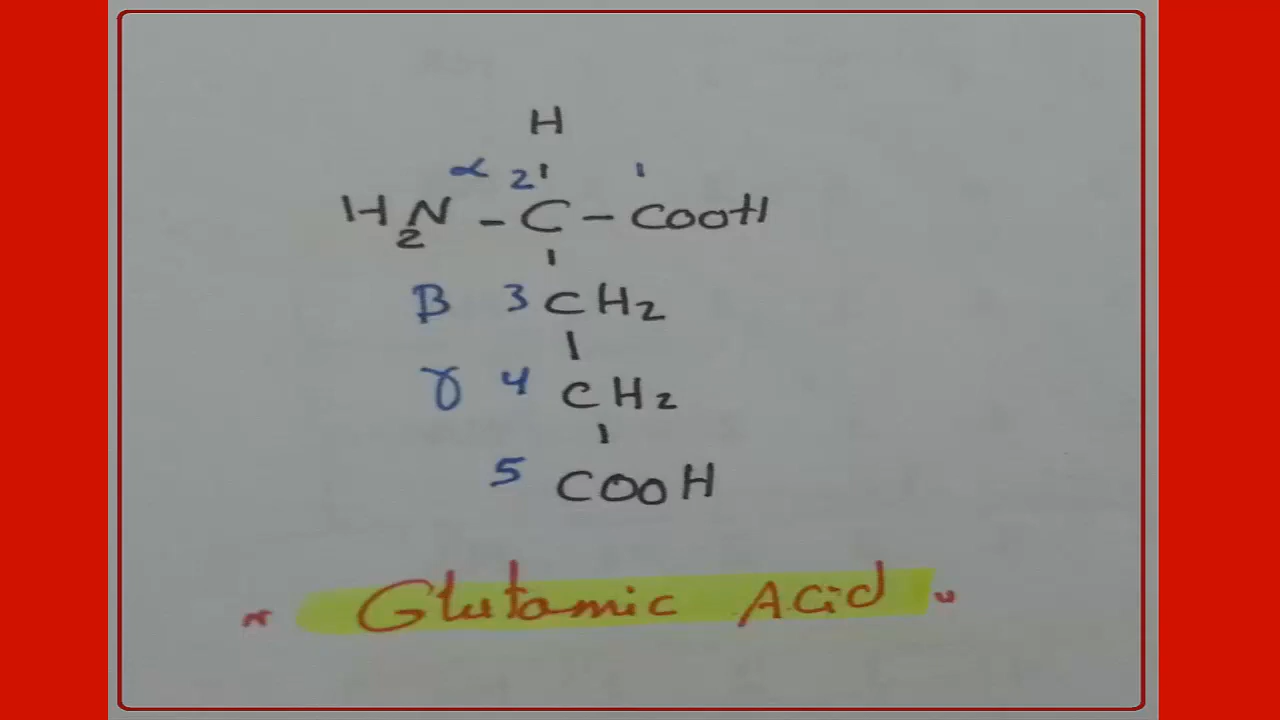 H
α 2 1
H₂N - C - COOH
β 3 CH₂
γ 4 CH₂
5 COOH
" Glutamic Acid "